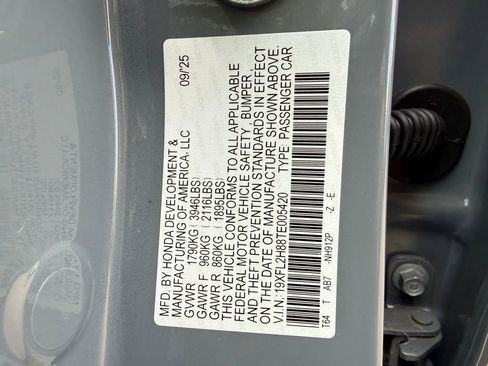 MFD. BY HONDA DEVELOPMENT &
MANUFACTURING OF AMERICA, LLC
09/25
GVWR 1790KG (3946LBS)
GAWR F 960KG (2116LBS)
GAWR R 860KG (1895LBS)
THIS VEHICLE CONFORMS TO ALL APPLICABLE
FEDERAL MOTOR VEHICLE SAFETY, BUMPER,
AND THEFT PREVENTION STANDARDS IN EFFECT
ON THE DATE OF MANUFACTURE SHOWN ABOVE.
V.I.N.: 19XFL2H88TE005420 TYPE: PASSENGER CAR
T64 T AB7 -NH912P -Z -E